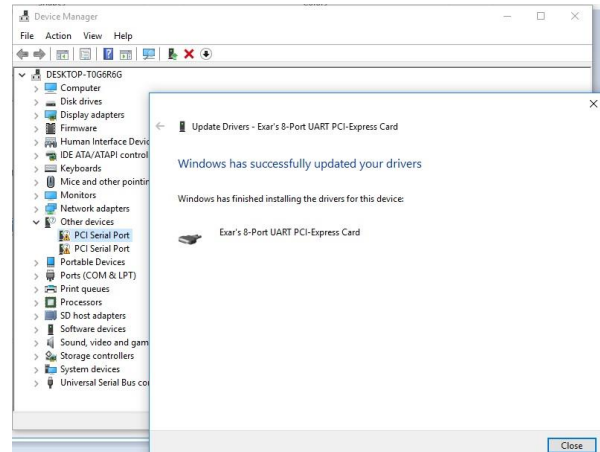 Device Manager
File Action View Help
DESKTOP-T0G6R6G
Computer
Disk drives
Display adapters
Firmware
Human Interface Devic
IDE ATA/ATAPI control
Keyboards
Mice and other pointin
Monitors
Network adapters
Other devices
PCI Serial Port
PCI Serial Port
Portable Devices
Ports (COM & LPT)
Print queues
Processors
SD host adapters
Software devices
Sound, video and gam
Storage controllers
System devices
Universal Serial Bus co
Update Drivers - Exar's 8-Port UART PCI-Express Card
Windows has successfully updated your drivers
Windows has finished installing the drivers for this device:
Exar's 8-Port UART PCI-Express Card
Close